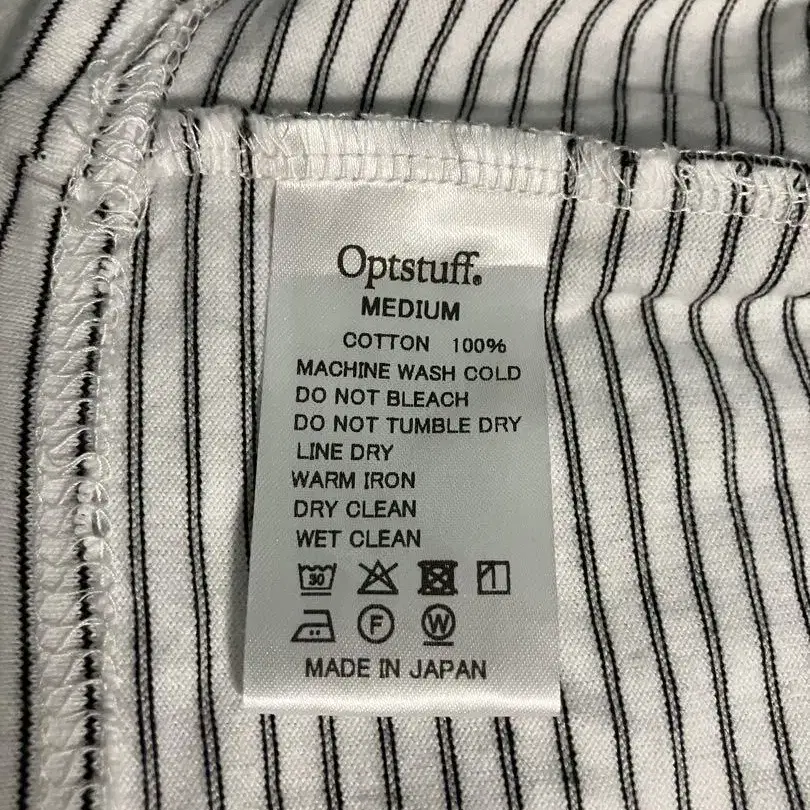 Optstuff.
MEDIUM
COTTON 100%
MACHINE WASH COLD
DO NOT BLEACH
DO NOT TUMBLE DRY
LINE DRY
WARM IRON
DRY CLEAN
WET CLEAN
30
F W
MADE IN JAPAN